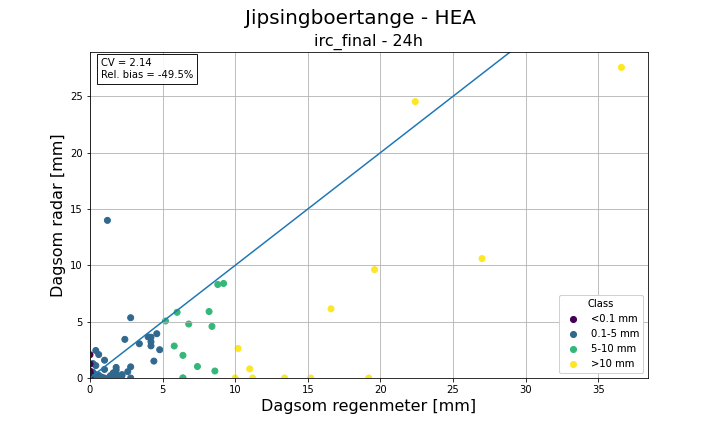 Jipsingboertange - HEA
irc_final - 24h
CV = 2.14
Rel. bias = -49.5%
Dagsom radar [mm]
25
20
15
10
5
0
0 5 10 15 20 25 30 35
Dagsom regenmeter [mm]
Class
<0.1 mm
0.1-5 mm
5-10 mm
>10 mm